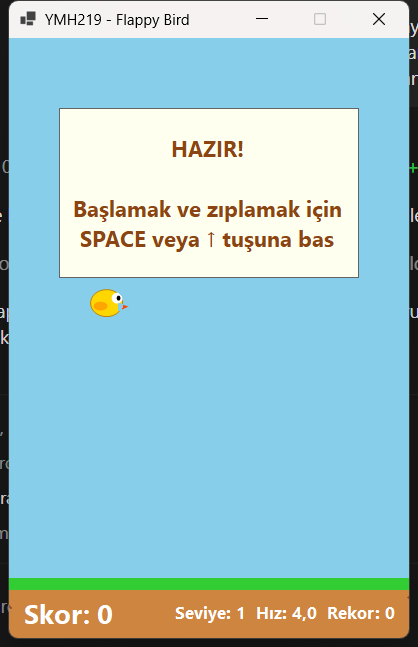 YMH219 - Flappy Bird
HAZIR!
Başlamak ve zıplamak için
SPACE veya ↑ tuşuna bas
Skor: 0
Seviye: 1 Hız: 4,0 Rekor: 0